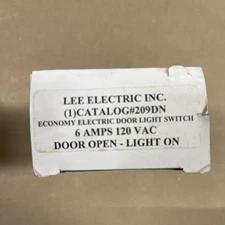 LEE ELECTRIC INC.
(1)CATALOG#209DN
ECONOMY ELECTRIC DOOR LIGHT SWITCH
6 AMPS 120 VAC
DOOR OPEN - LIGHT ON